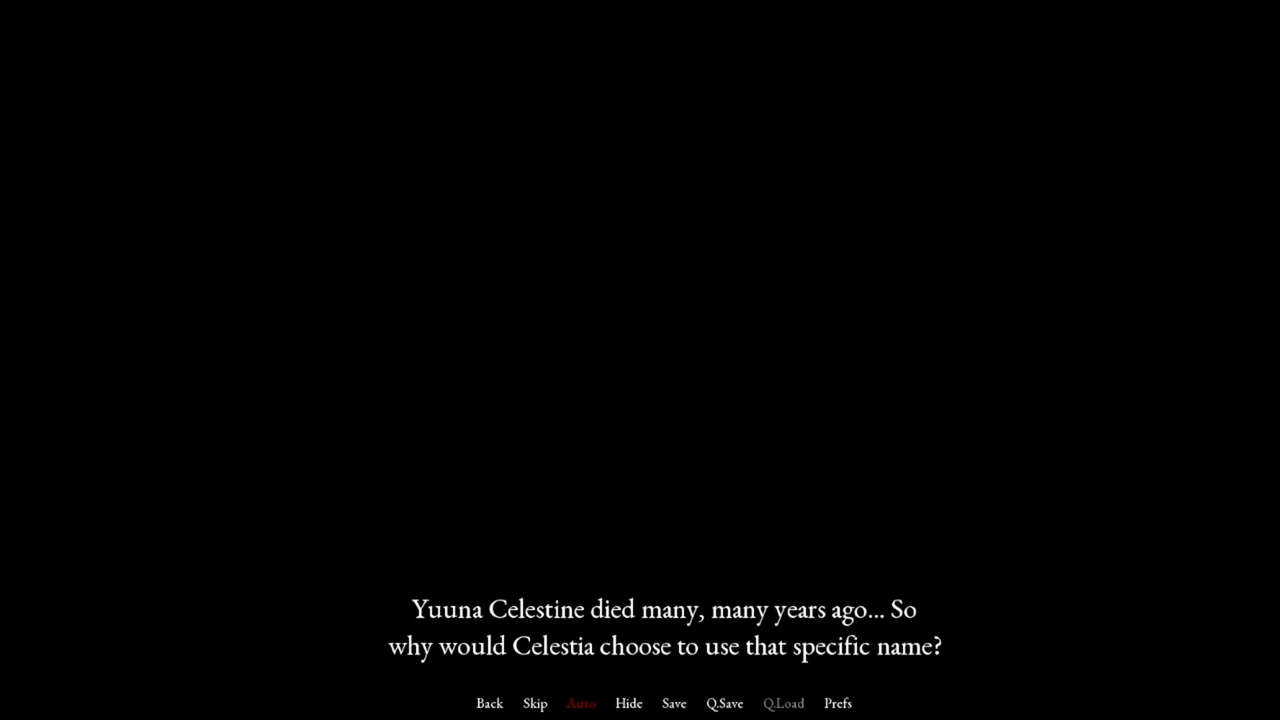 Yuuna Celestine died many, many years ago... So
why would Celestia choose to use that specific name?
Back Skip Auto Hide Save Q.Save Q.Load Prefs